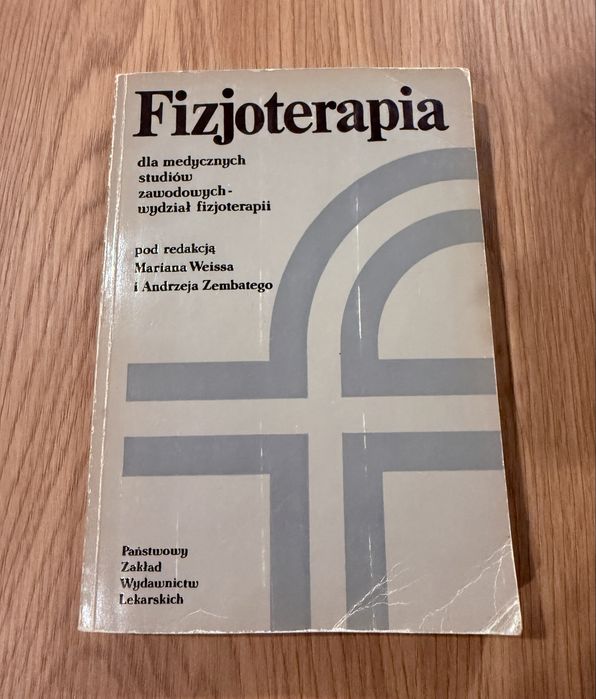 Fizjoterapia
dla medycznych
studiów
zawodowych-
wydział fizjoterapii
pod redakcją
Mariana Weissa
i Andrzeja Zembatego
Państwowy
Zakład
Wydawnictw
Lekarskich